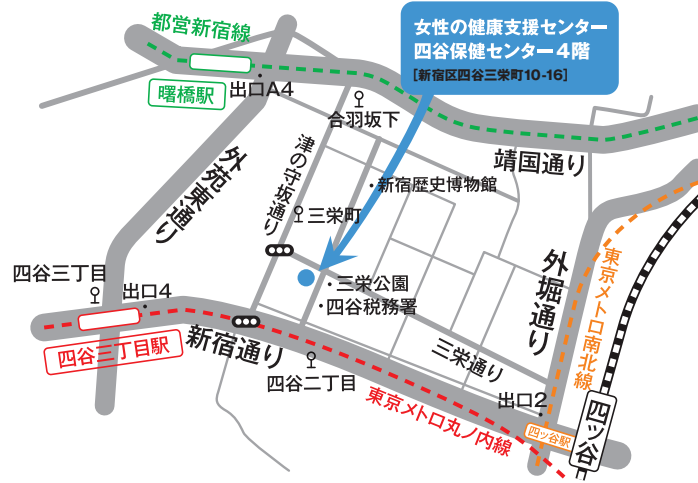 女性の健康支援センター
四谷保健センター4階
[新宿区四谷三栄町10-16]
都営新宿線
曙橋駅
出口A4
合羽坂下
靖国通り
外苑東通り
津の守坂通り
・新宿歴史博物館
三栄町
四谷三丁目
出口4
・三栄公園
・四谷税務署
外堀通り
東京メトロ南北線
四谷三丁目駅
新宿通り
三栄通り
四谷二丁目
出口2
東京メトロ丸ノ内線
四ッ谷駅
四ッ谷